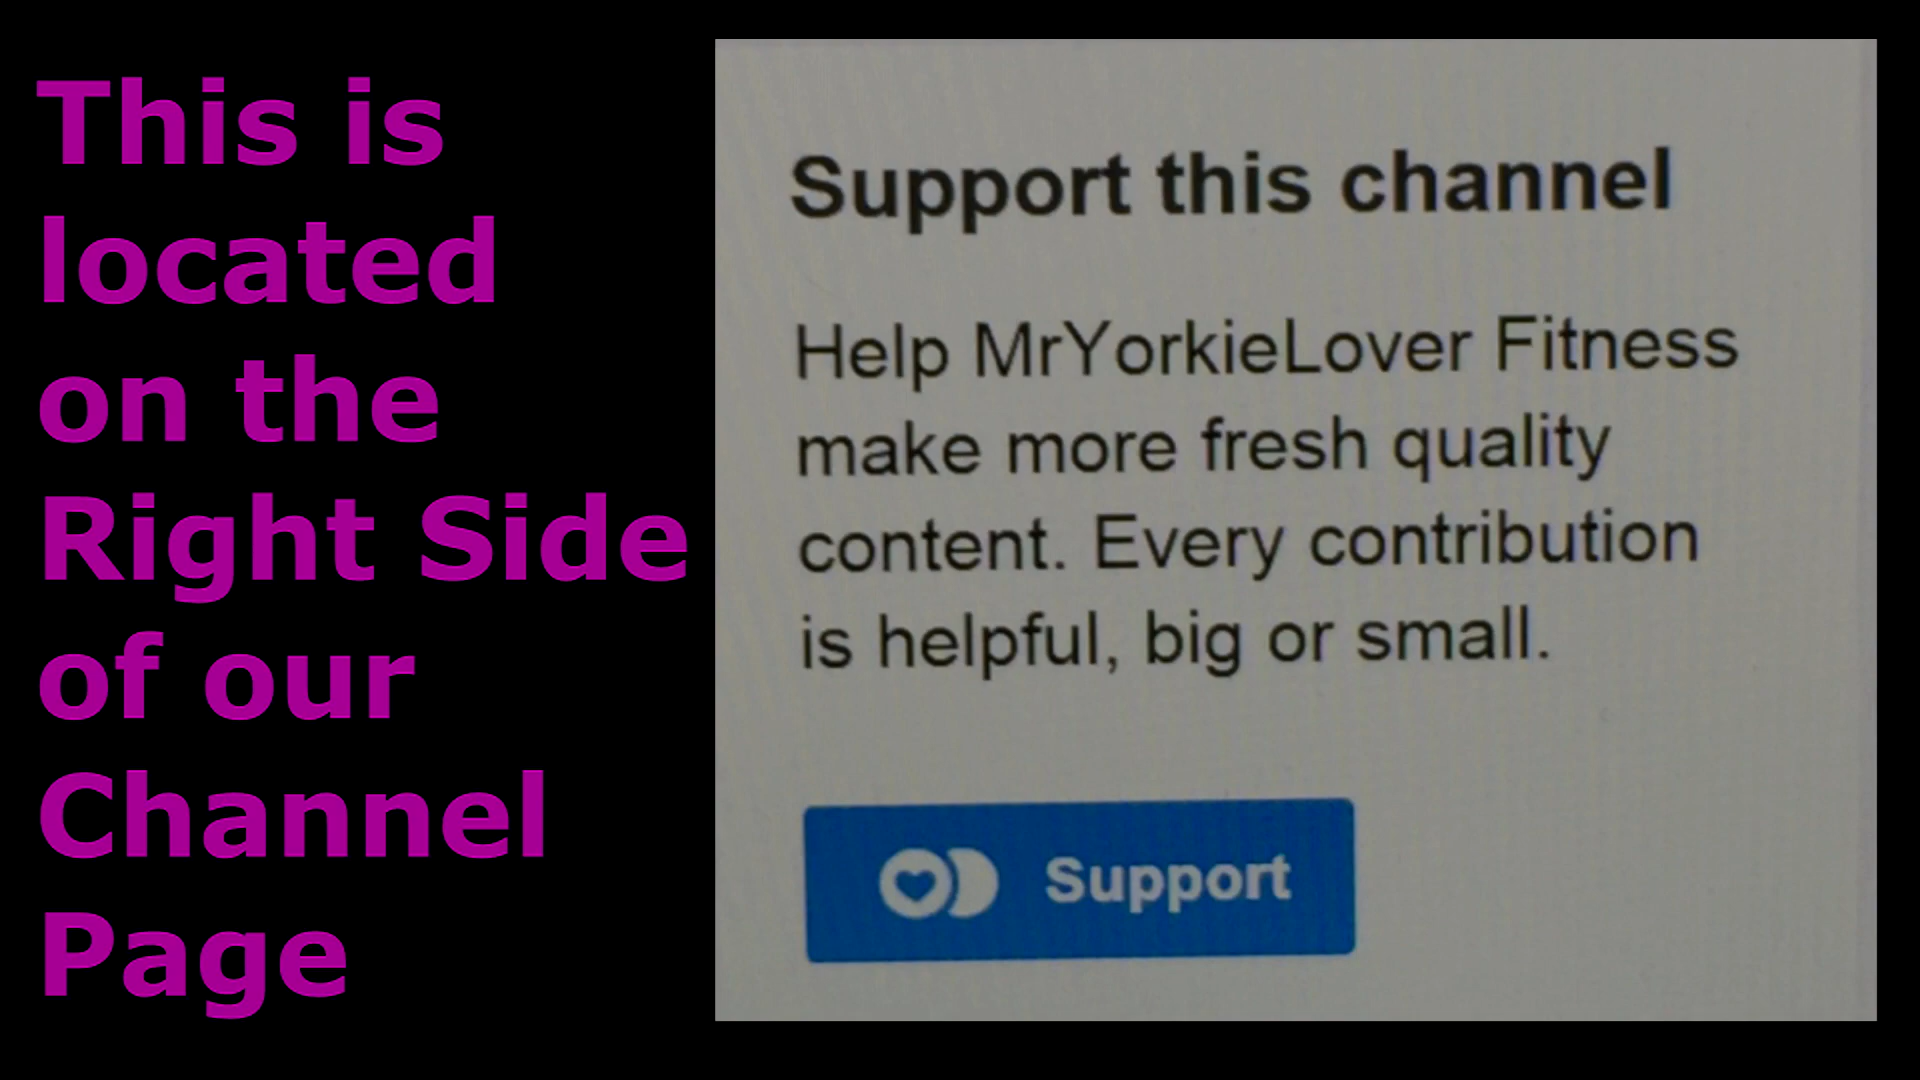 This is
located
on the
Right Side
of our
Channel
Page
Support this channel
Help MrYorkieLover Fitness
make more fresh quality
content. Every contribution
is helpful, big or small.
Support